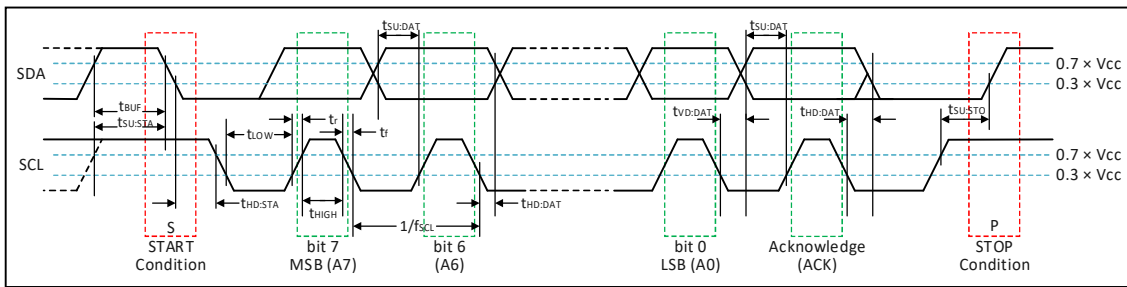 tSU:DAT
tSU:DAT
SDA
0.7 × Vcc
0.3 × Vcc
tBUF
tSU:STA
tLOW
tr
tf
tVD:DAT
tHD:DAT
tSU:STO
SCL
0.7 × Vcc
0.3 × Vcc
tHD:STA
tHIGH
tHD:DAT
1/fSCL
S
START
Condition
bit 7
MSB (A7)
bit 6
(A6)
bit 0
LSB (A0)
Acknowledge
(ACK)
P
STOP
Condition